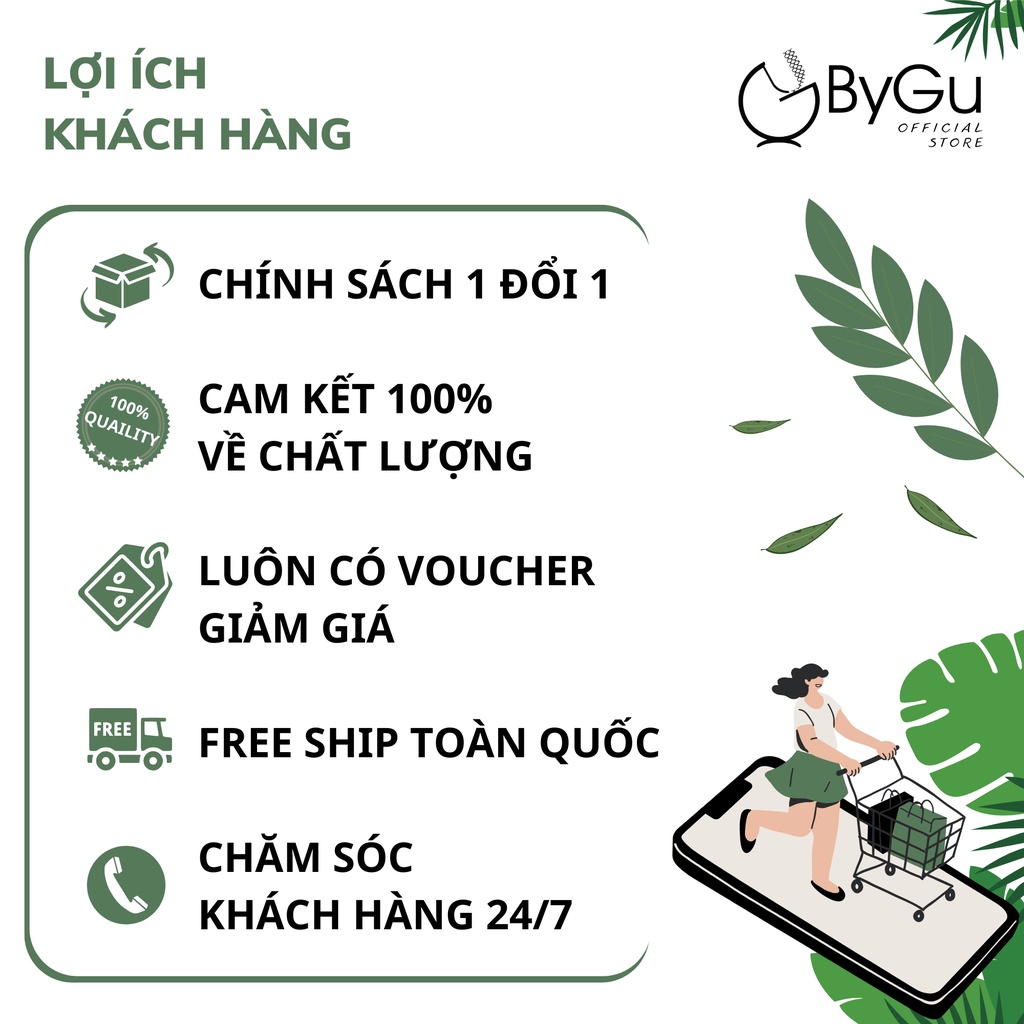 LỢI ÍCH
KHÁCH HÀNG
ByGu
OFFICIAL
STORE
CHÍNH SÁCH 1 ĐỔI 1
100%
QUAILITY
CAM KẾT 100%
VỀ CHẤT LƯỢNG
%
LUÔN CÓ VOUCHER
GIẢM GIÁ
FREE
FREE SHIP TOÀN QUỐC
CHĂM SÓC
KHÁCH HÀNG 24/7